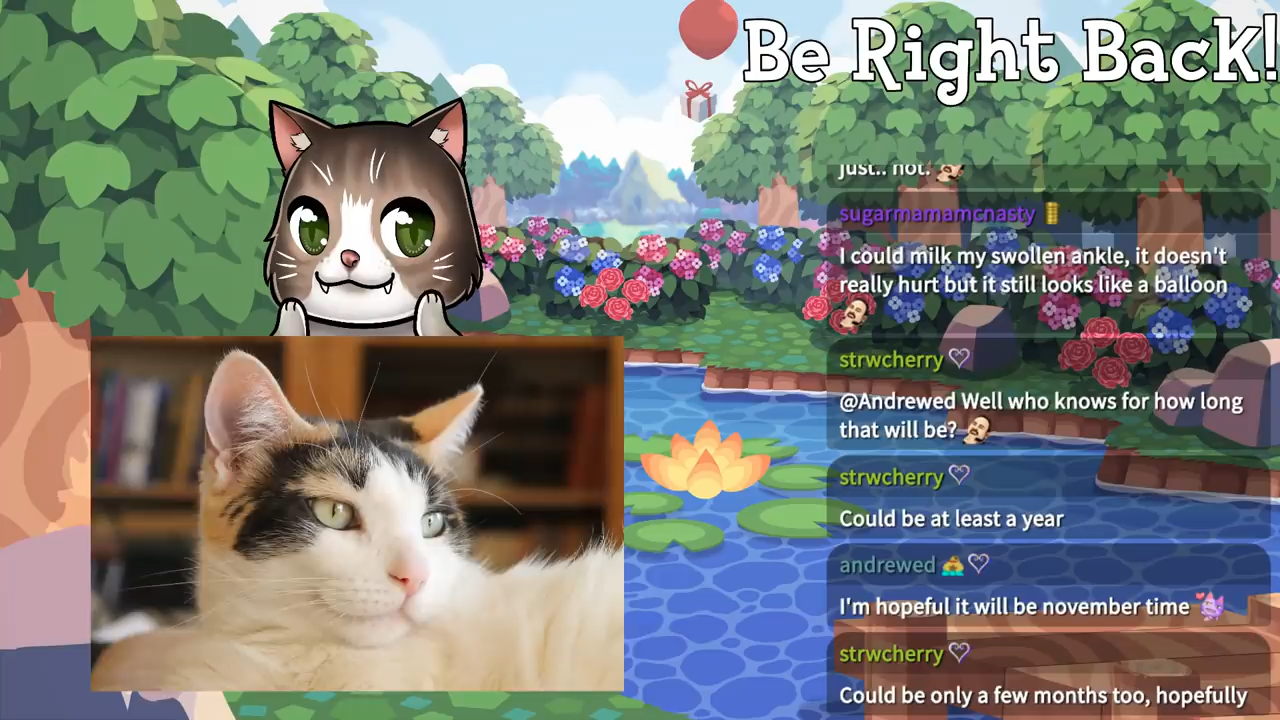 Be Right Back!
just.. not.
sugarmamamcnasty
I could milk my swollen ankle, it doesn't
really hurt but it still looks like a balloon
strwcherry
@Andrewed Well who knows for how long
that will be?
strwcherry
Could be at least a year
andrewed
I'm hopeful it will be november time
strwcherry
Could be only a few months too, hopefully